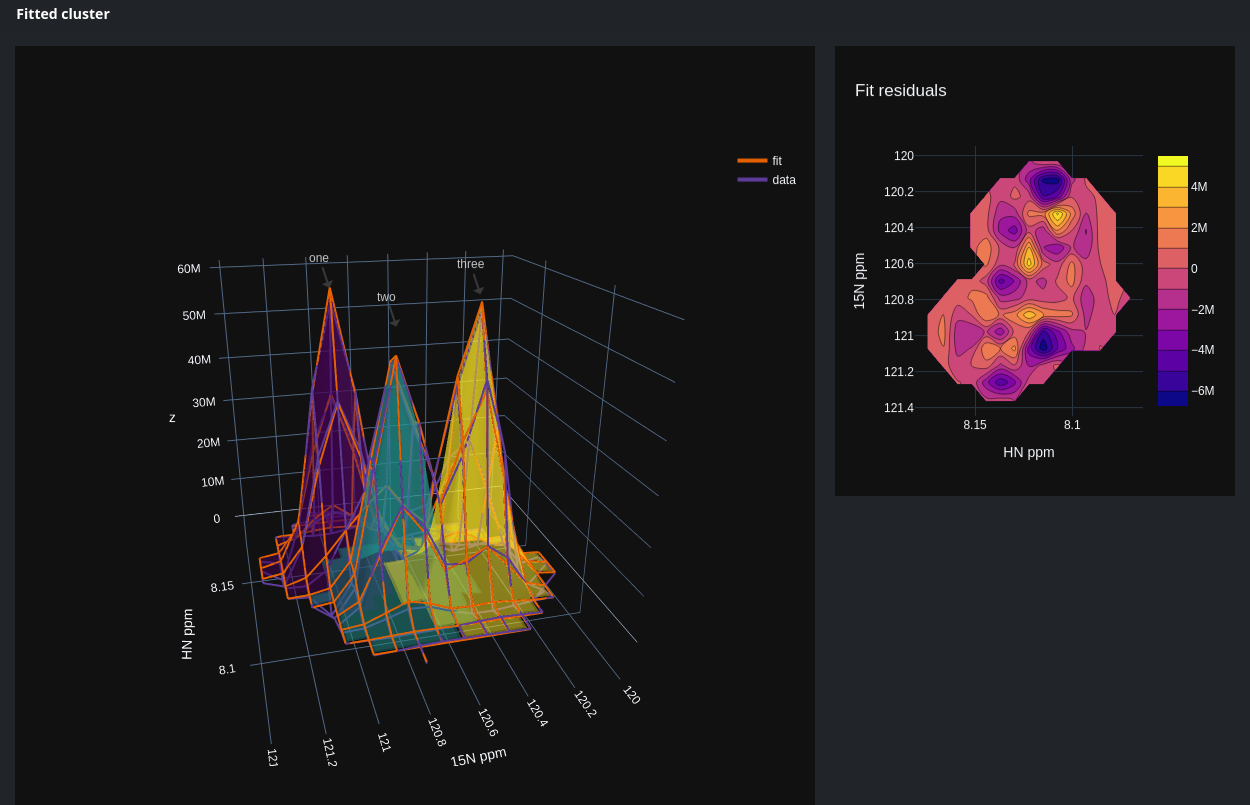 Fitted cluster
fit
data
one
two
three
60M
50M
40M
30M
20M
10M
0
z
8.15
8.1
HN ppm
121.2
121
120.8
120.6
120.4
120.2
120
15N ppm
Fit residuals
120
120.2
120.4
120.6
120.8
121
121.2
121.4
15N ppm
8.15
8.1
HN ppm
4M
2M
0
−2M
−4M
−6M